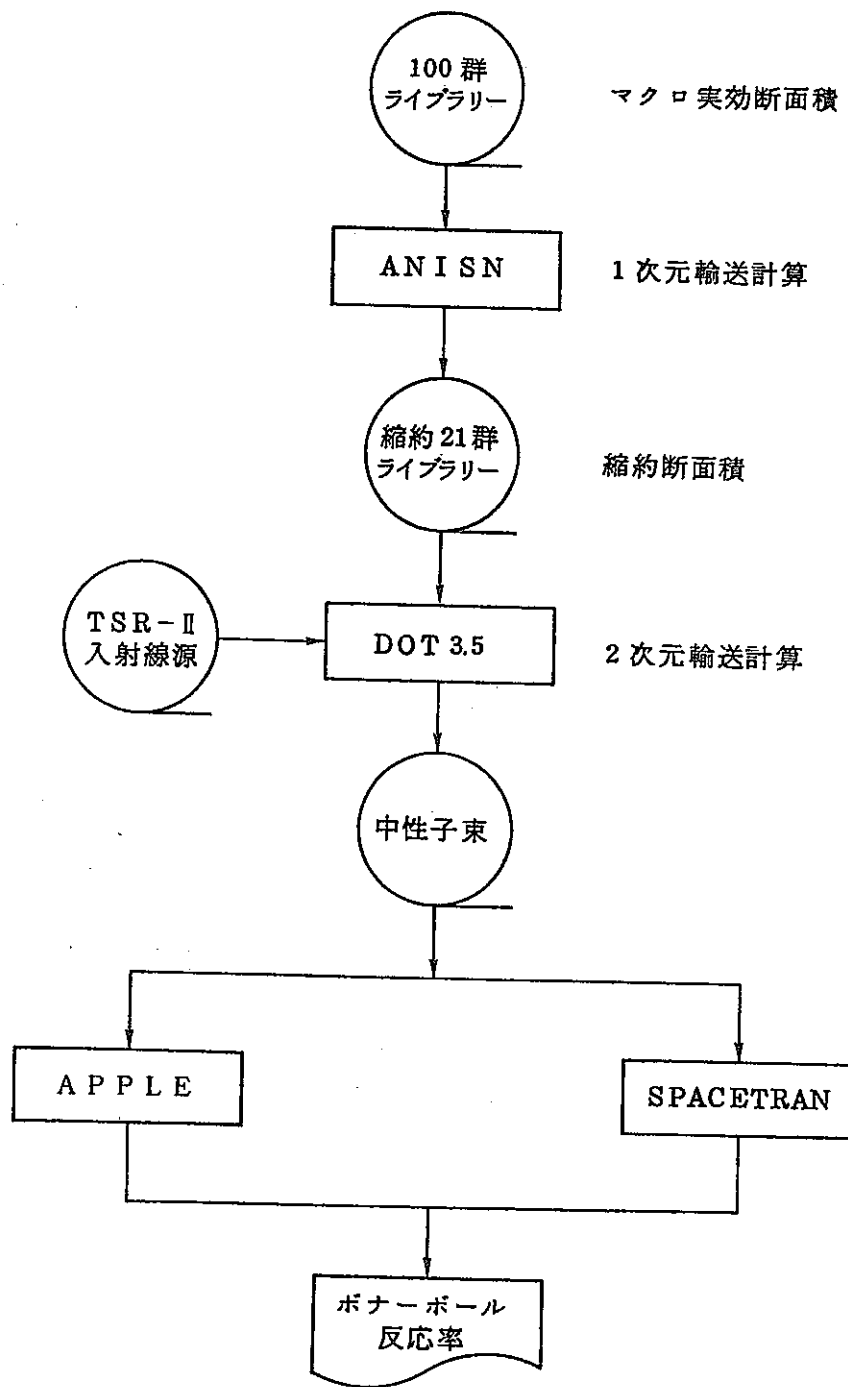 100 群
ライブラリー
マクロ実効断面積
ANISN
1次元輸送計算
縮約21群
ライブラリー
縮約断面積
TSR-II
入射線源
DOT 3.5
2次元輸送計算
中性子束
APPLE
SPACETRAN
ボナーボール
反応率